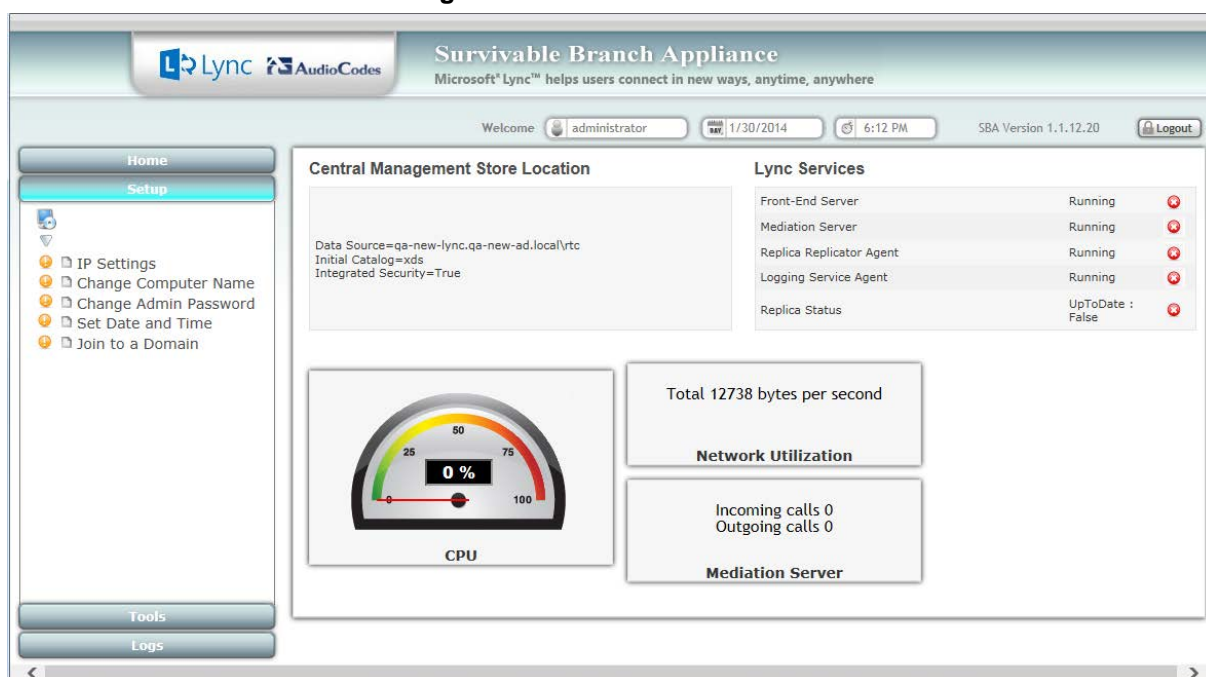 Lync AudioCodes
Survivable Branch Appliance
Microsoft® Lync™ helps users connect in new ways, anytime, anywhere
Welcome administrator 1/30/2014 6:12 PM SBA Version 1.1.12.20 Logout
Home
Setup
IP Settings
Change Computer Name
Change Admin Password
Set Date and Time
Join to a Domain
Tools
Logs
Central Management Store Location
Data Source=qa-new-lync.qa-new-ad.local\rtc
Initial Catalog=xds
Integrated Security=True
Lync Services
Front-End Server Running
Mediation Server Running
Replica Replicator Agent Running
Logging Service Agent Running
Replica Status UpToDate :
False
0 25 50 75 100
0 %
CPU
Total 12738 bytes per second
Network Utilization
Incoming calls 0
Outgoing calls 0
Mediation Server